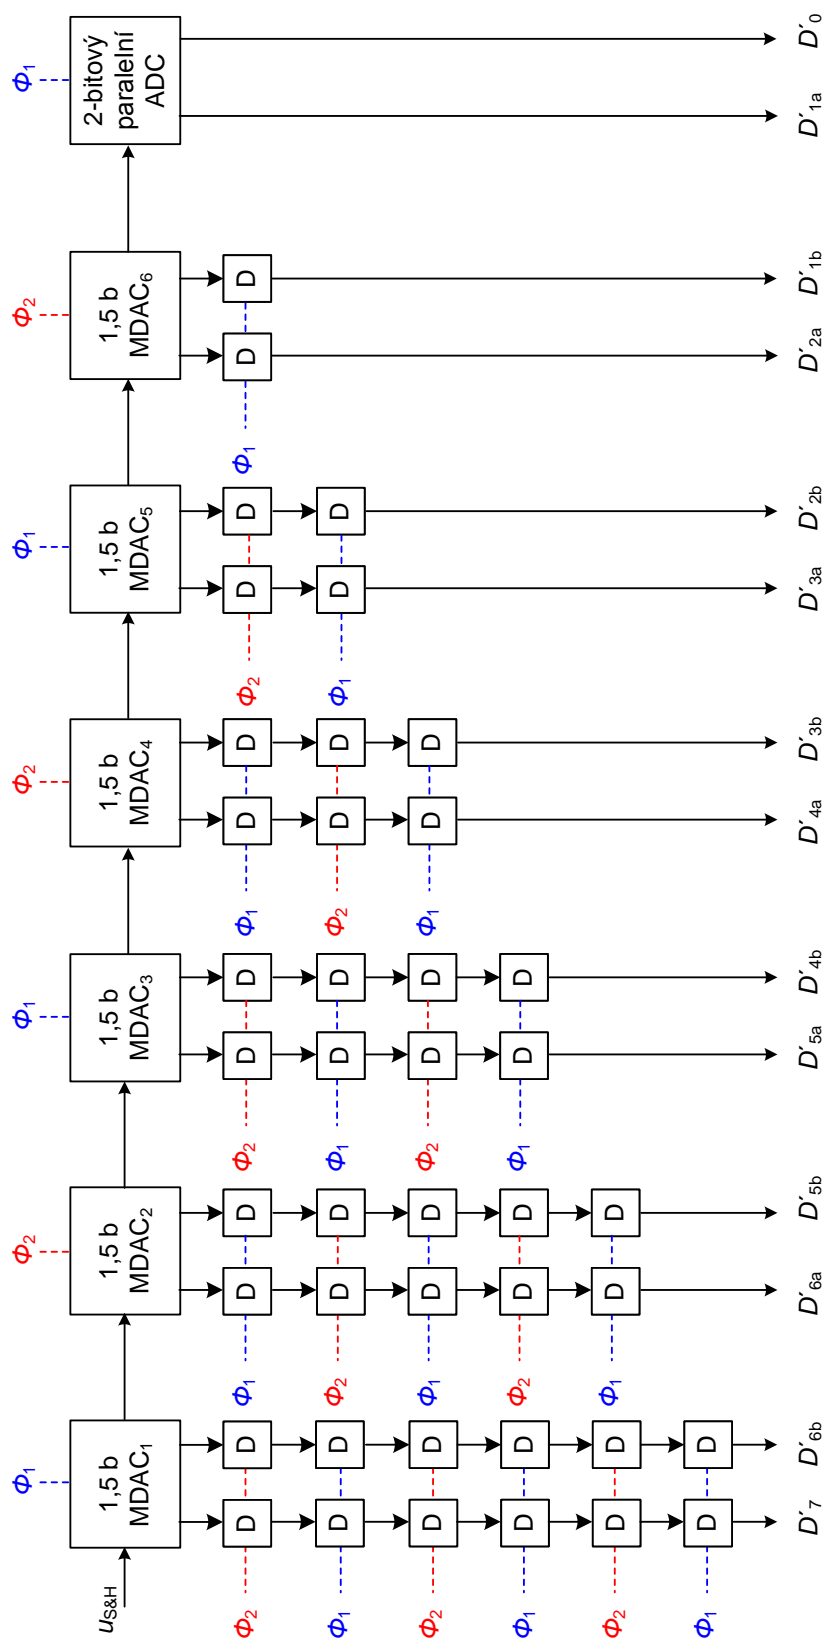 Φ1 Φ2 Φ1 Φ2 Φ1 Φ2 Φ1
uS&H
1,5 b
MDAC1
1,5 b
MDAC2
1,5 b
MDAC3
1,5 b
MDAC4
1,5 b
MDAC5
1,5 b
MDAC6
2-bitový
paralelní
ADC
Φ2 D D Φ1 D D Φ2 D D Φ1 D D Φ2 D D Φ1 D D
Φ1 D D Φ2 D D Φ1 D D Φ2 D D Φ1 D D
Φ2 D D Φ1 D D Φ2 D D Φ1 D D
Φ1 D D Φ2 D D Φ1 D D
Φ2 D D Φ1 D D
Φ1 D D
D′7 D′6b D′6a D′5b D′5a D′4b D′4a D′3b D′3a D′2b D′2a D′1b D′1a D′0